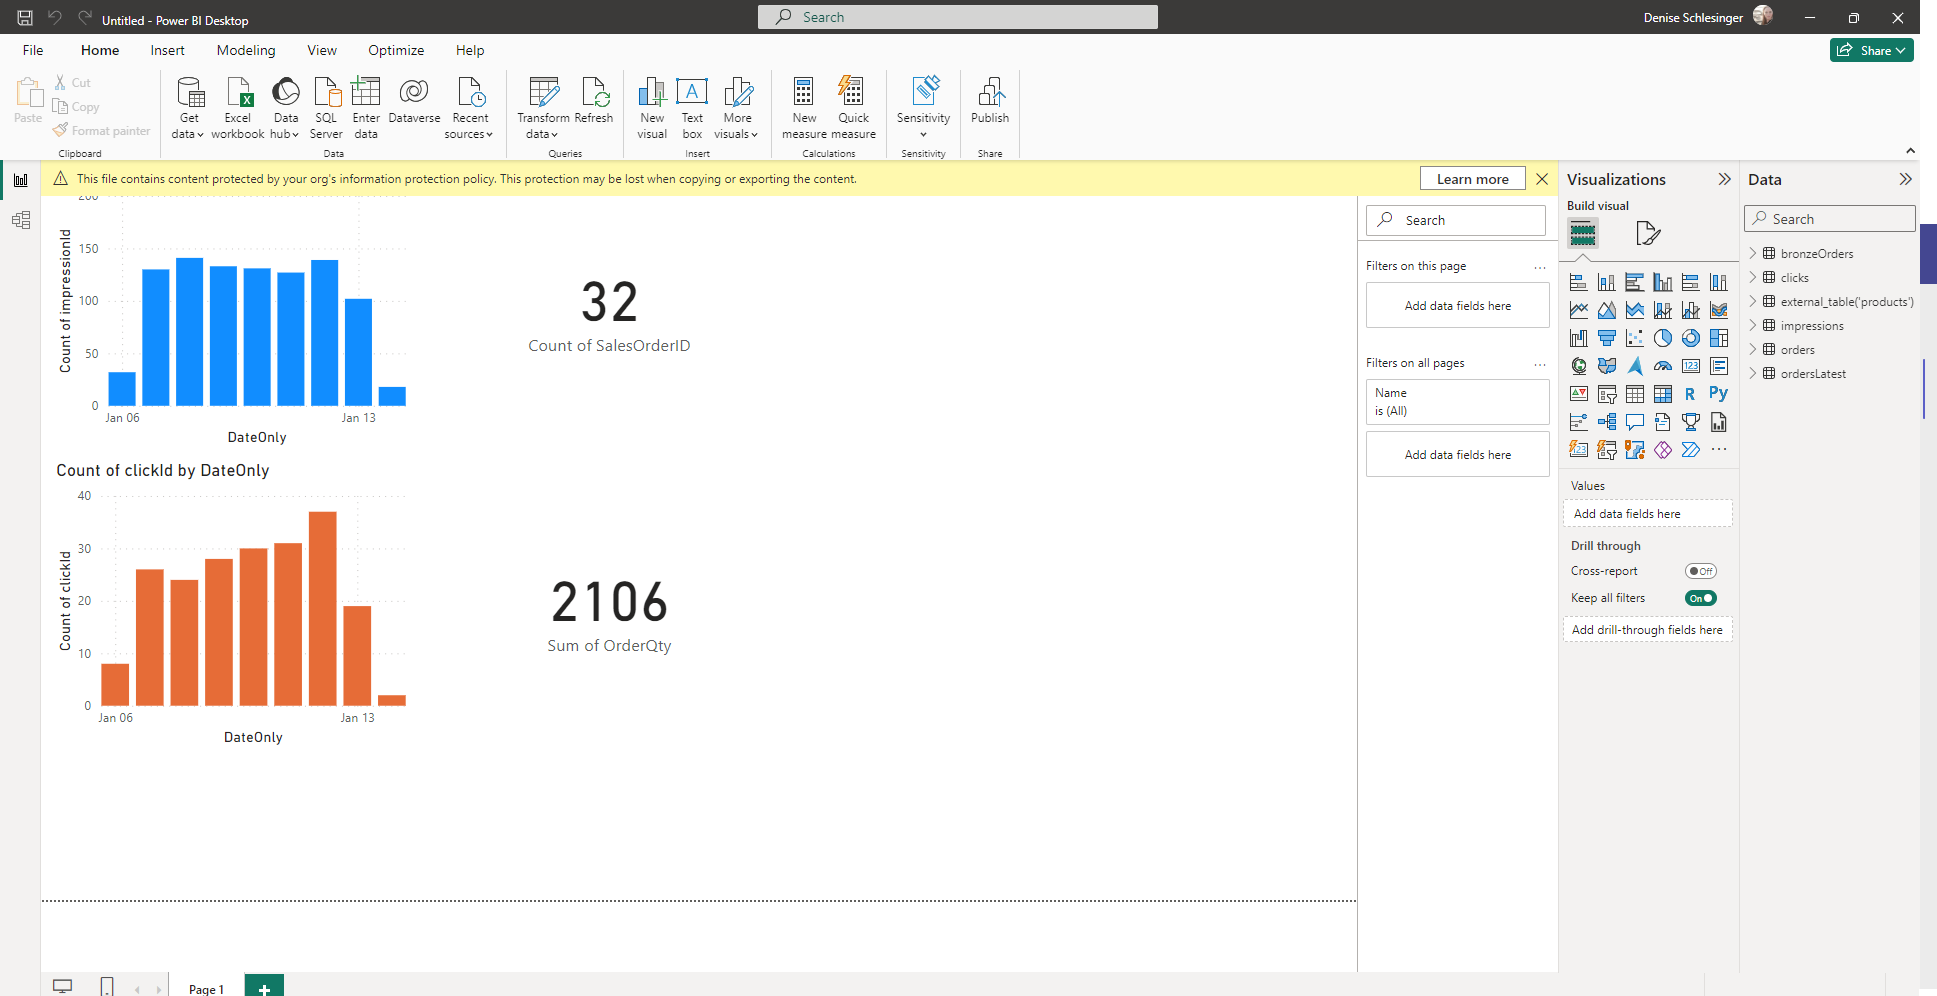 Untitled - Power BI Desktop
Search
Denise Schlesinger
File
Home
Insert
Modeling
View
Optimize
Help
Share
Paste
Cut
Copy
Format painter
Clipboard
Get data
Excel workbook
Data hub
SQL Server
Enter data
Dataverse
Recent sources
Data
Transform data
Refresh
Queries
New visual
Text box
More visuals
Insert
New measure
Quick measure
Calculations
Sensitivity
Sensitivity
Publish
Share
This file contains content protected by your org's information protection policy. This protection may be lost when copying or exporting the content.
Learn more
200
150
100
50
0
Count of impressionId
Jan 06
Jan 13
DateOnly
32
Count of SalesOrderID
Count of clickId by DateOnly
40
30
20
10
0
Count of clickId
Jan 06
Jan 13
DateOnly
2106
Sum of OrderQty
Search
Filters on this page
...
Add data fields here
Filters on all pages
...
Name
is (All)
Add data fields here
Visualizations
Build visual
123
R
Py
123
...
Values
Add data fields here
Drill through
Cross-report
Off
Keep all filters
On
Add drill-through fields here
Data
Search
bronzeOrders
clicks
external_table('products')
impressions
orders
ordersLatest
Page 1
+